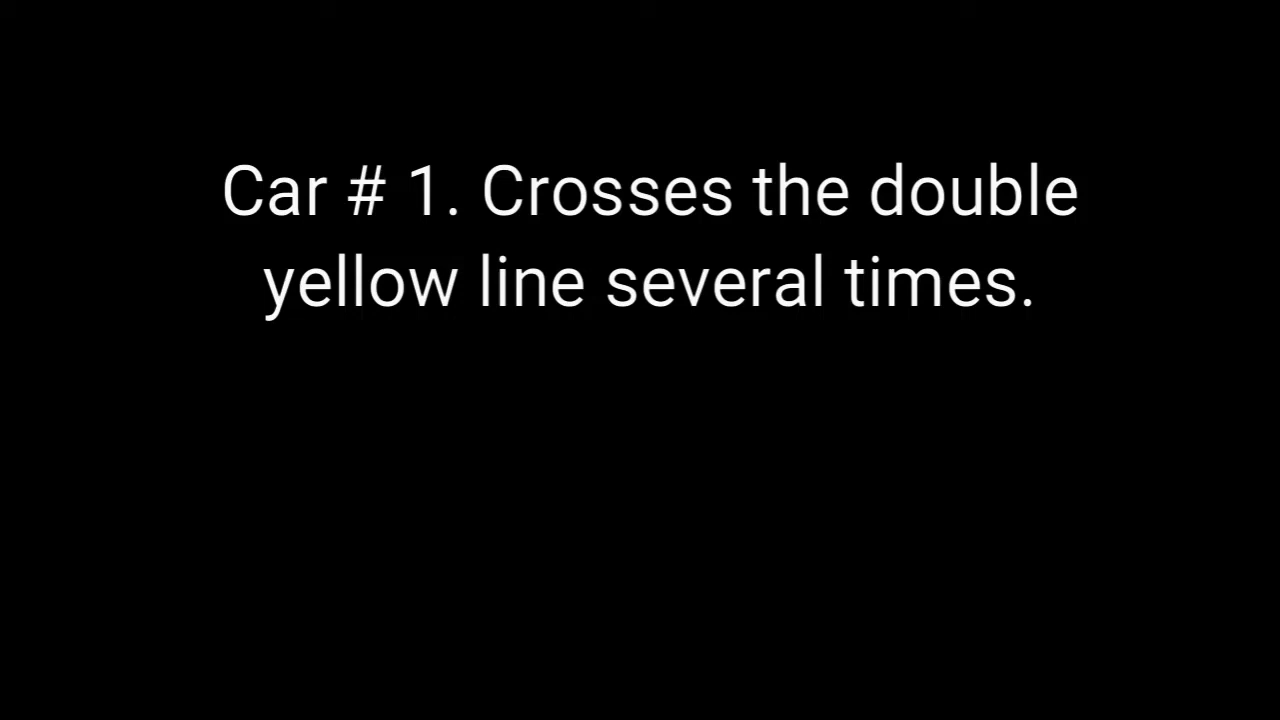 Car # 1. Crosses the double
yellow line several times.